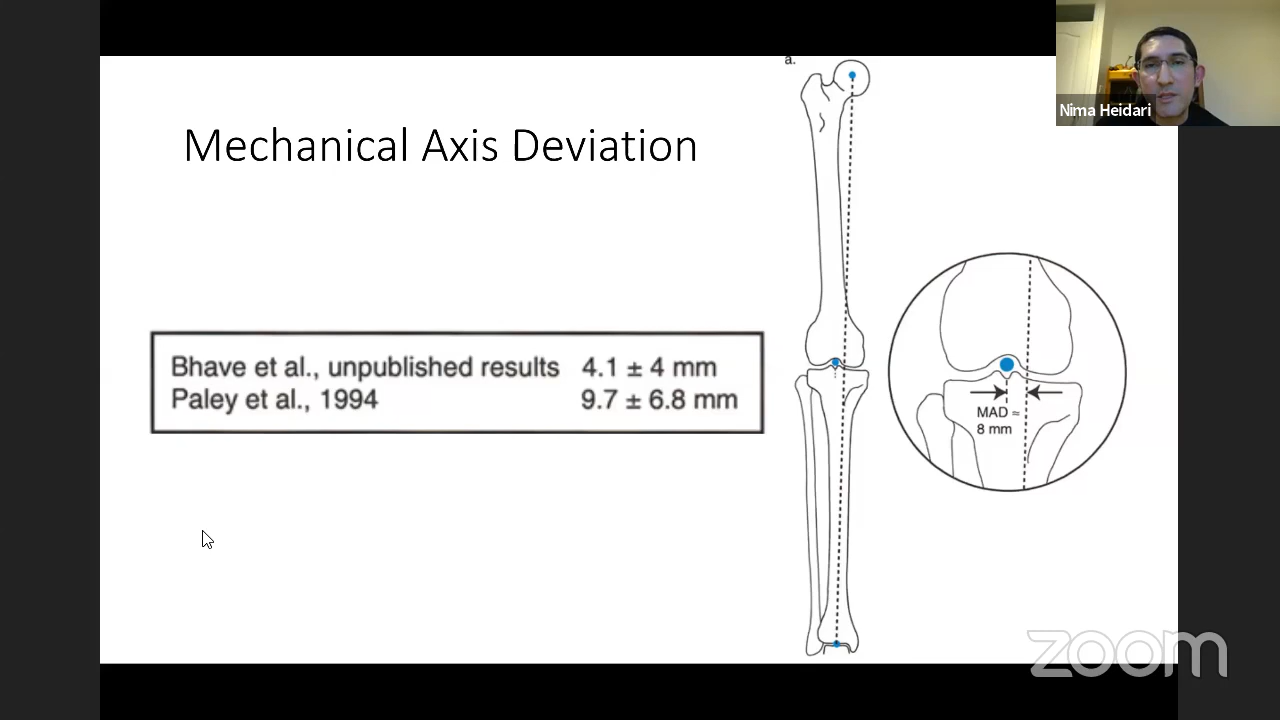 a.
Nima Heidari
Mechanical Axis Deviation
Bhave et al., unpublished results 4.1 ± 4 mm
Paley et al., 1994 9.7 ± 6.8 mm
MAD ≈
8 mm
zoom